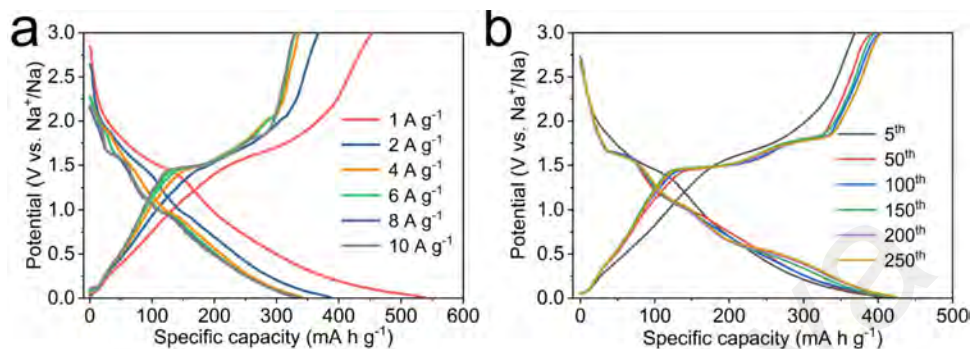 a
3.0
2.5
2.0
1.5
1.0
0.5
0.0
Potential (V vs. Na⁺/Na)
1 A g⁻¹
2 A g⁻¹
4 A g⁻¹
6 A g⁻¹
8 A g⁻¹
10 A g⁻¹
0 100 200 300 400 500 600
Specific capacity (mA h g⁻¹)
b
3.0
2.5
2.0
1.5
1.0
0.5
0.0
Potential (V vs. Na⁺/Na)
5th
50th
100th
150th
200th
250th
0 100 200 300 400 500
Specific capacity (mA h g⁻¹)